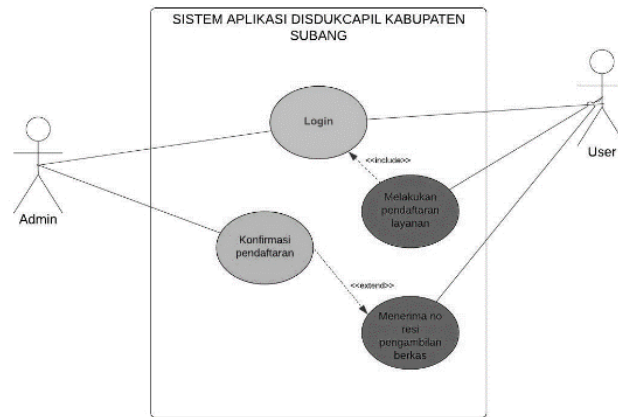 SISTEM APLIKASI DISDUKCAPIL KABUPATEN
SUBANG
Login
<<include>>
User
Admin
Melakukan
pendaftaran
layanan
Konfirmasi
pendaftaran
<<extend>>
Menerima no
resi
pengambilan
berkas